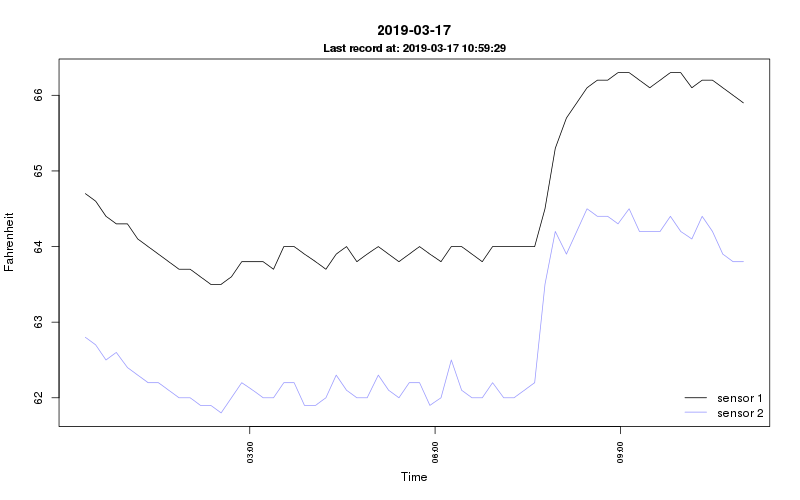 2019-03-17
Last record at: 2019-03-17 10:59:29
66
65
64
63
62
Fahrenheit
sensor 1
sensor 2
03:00
06:00
09:00
Time